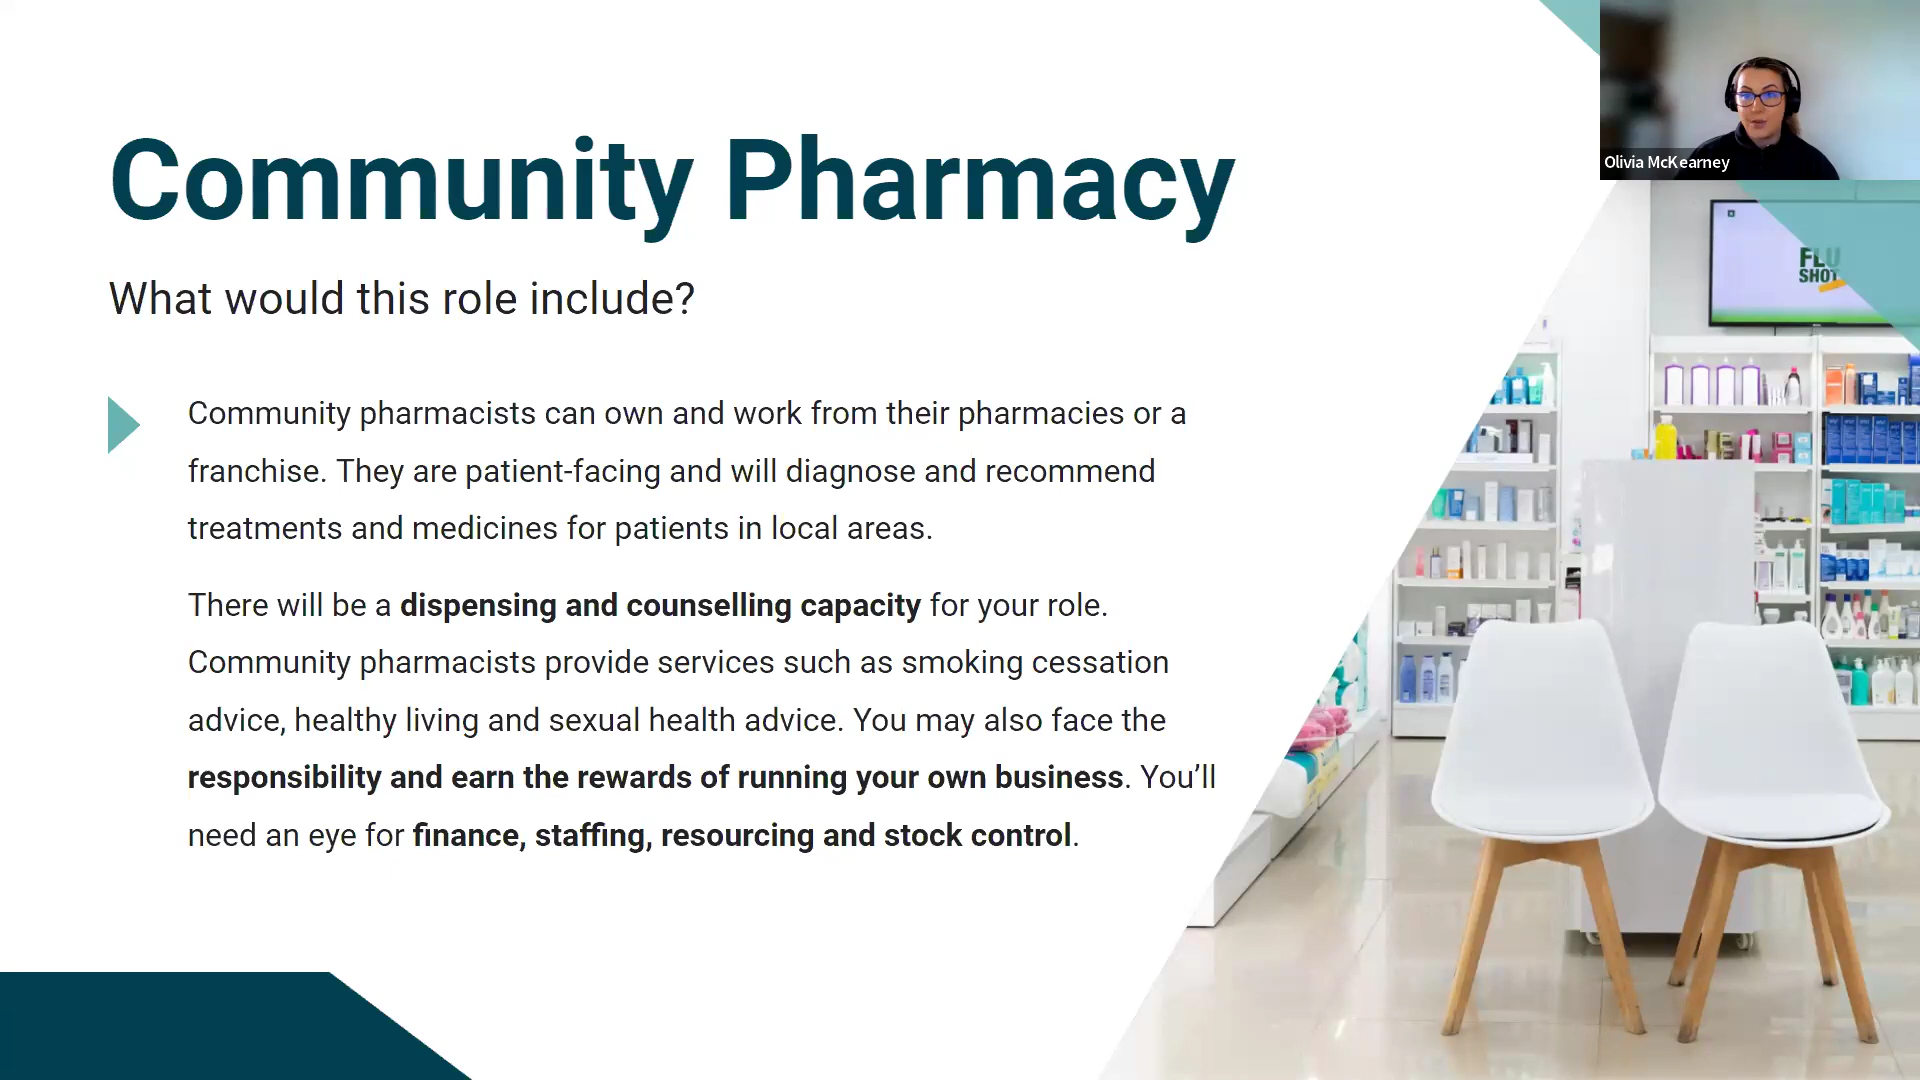 Community Pharmacy
What would this role include?
Community pharmacists can own and work from their pharmacies or a
franchise. They are patient-facing and will diagnose and recommend
treatments and medicines for patients in local areas.
There will be a dispensing and counselling capacity for your role.
Community pharmacists provide services such as smoking cessation
advice, healthy living and sexual health advice. You may also face the
responsibility and earn the rewards of running your own business. You’ll
need an eye for finance, staffing, resourcing and stock control.
Olivia McKearney
FLU
SHOT